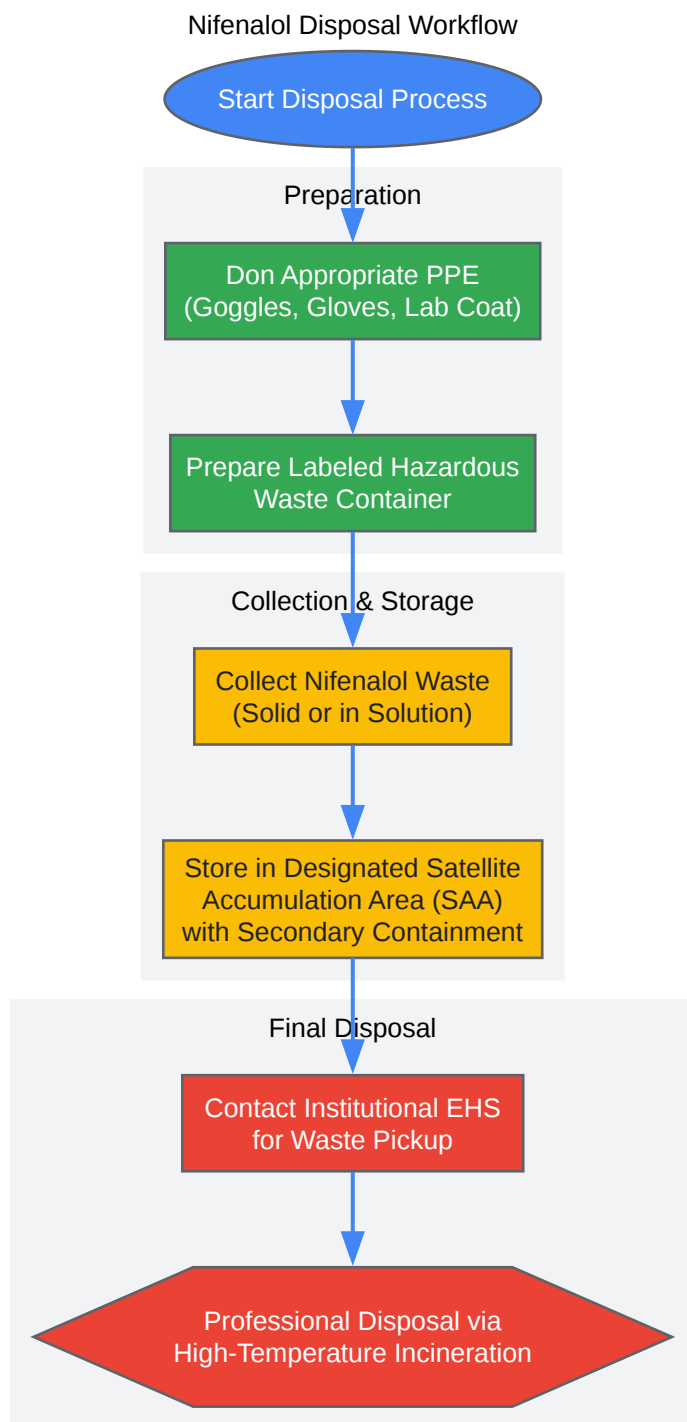 Nifenalol Disposal Workflow
Start Disposal Process
Preparation
Don Appropriate PPE
(Goggles, Gloves, Lab Coat)
Prepare Labeled Hazardous
Waste Container
Collection & Storage
Collect Nifenalol Waste
(Solid or in Solution)
Store in Designated Satellite
Accumulation Area (SAA)
with Secondary Containment
Final Disposal
Contact Institutional EHS
for Waste Pickup
Professional Disposal via
High-Temperature Incineration